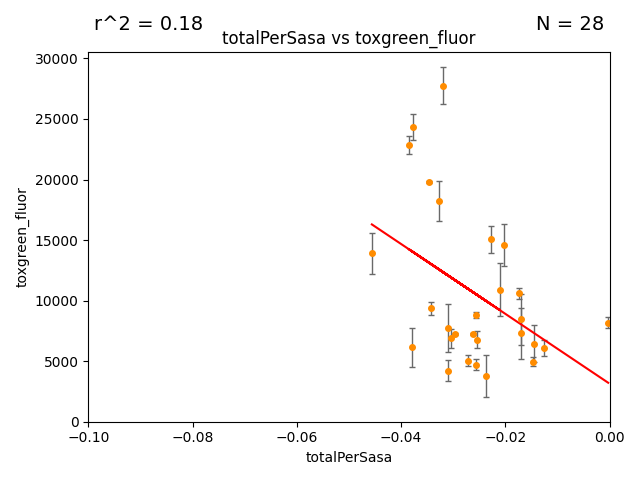 r^2 = 0.18
N = 28
totalPerSasa vs toxgreen_fluor
30000
25000
20000
15000
10000
5000
0
toxgreen_fluor
−0.10
−0.08
−0.06
−0.04
−0.02
0.00
totalPerSasa